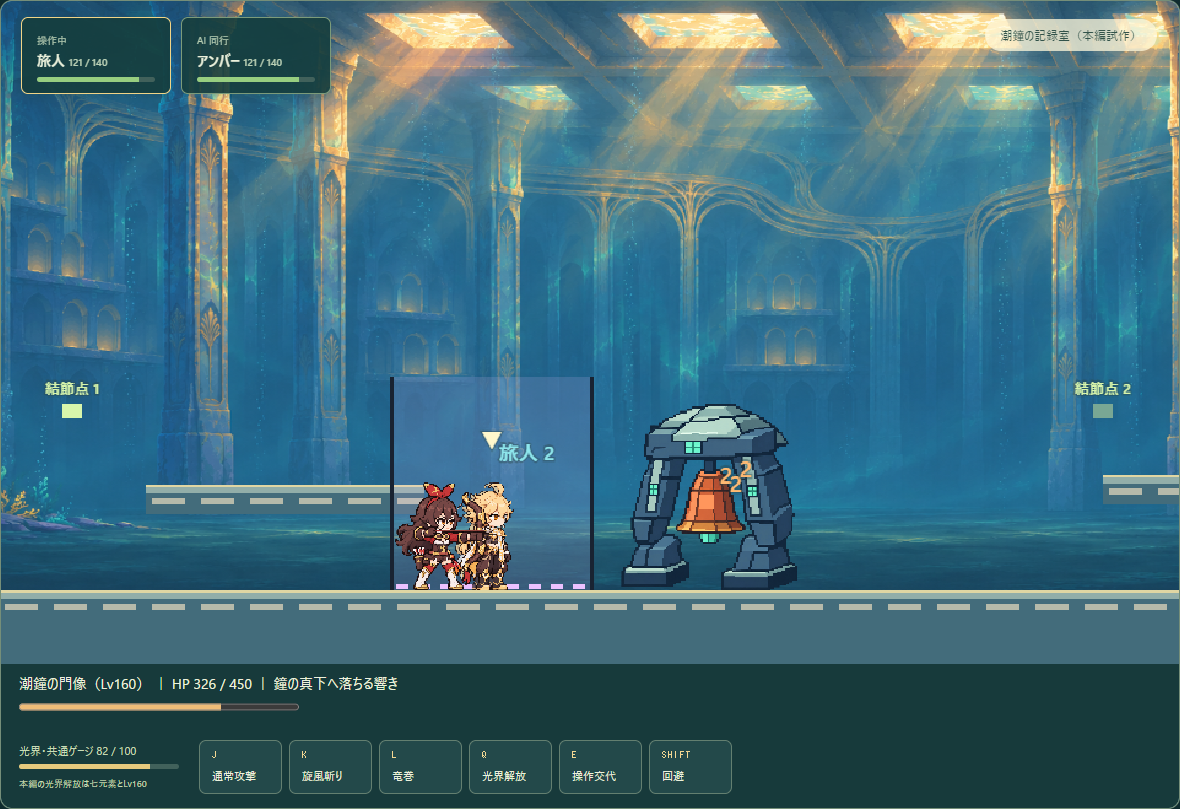 操作中
旅人 121 / 140
AI 同行
アンバー 121 / 140
潮鐘の記録室（本編試作）
結節点 1
結節点 2
旅人 2
2
2
2
潮鐘の門像（Lv160） | HP 326 / 450 | 鐘の真下へ落ちる響き
光界・共通ゲージ 82 / 100
本編の光界解放は七元素とLv160
J
通常攻撃
K
旋風斬り
L
竜巻
Q
光界解放
E
操作交代
SHIFT
回避